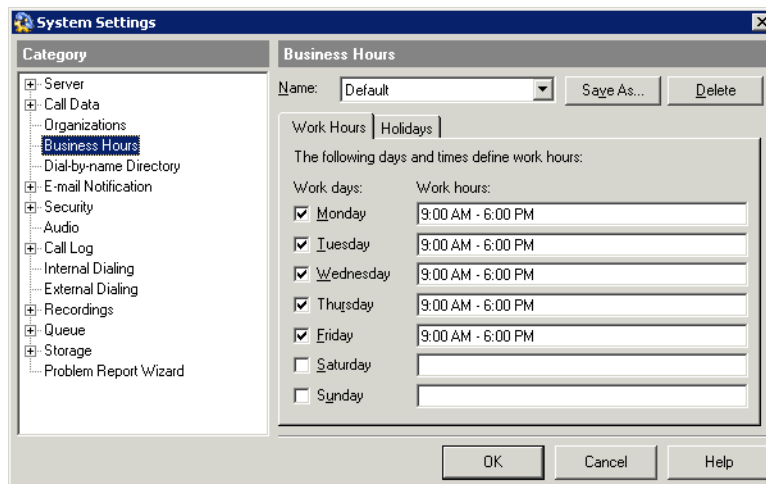 System Settings
Category
Server
Call Data
Organizations
Business Hours
Dial-by-name Directory
E-mail Notification
Security
Audio
Call Log
Internal Dialing
External Dialing
Recordings
Queue
Storage
Problem Report Wizard
Business Hours
Name: Default Save As... Delete
Work Hours Holidays
The following days and times define work hours:
Work days: Work hours:
Monday 9:00 AM - 6:00 PM
Tuesday 9:00 AM - 6:00 PM
Wednesday 9:00 AM - 6:00 PM
Thursday 9:00 AM - 6:00 PM
Friday 9:00 AM - 6:00 PM
Saturday
Sunday
OK Cancel Help